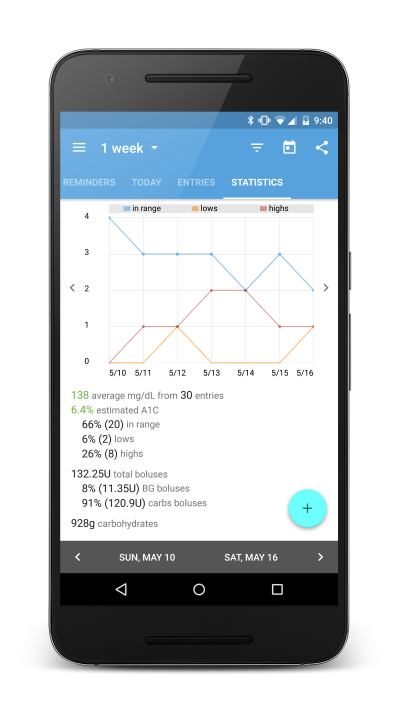 9:40
1 week
REMINDERS TODAY ENTRIES STATISTICS
in range lows highs
4
3
2
1
0
5/10 5/11 5/12 5/13 5/14 5/15 5/16
138 average mg/dL from 30 entries
6.4% estimated A1C
66% (20) in range
6% (2) lows
26% (8) highs
132.25U total boluses
8% (11.35U) BG boluses
91% (120.9U) carbs boluses
+
928g carbohydrates
SUN, MAY 10 SAT, MAY 16